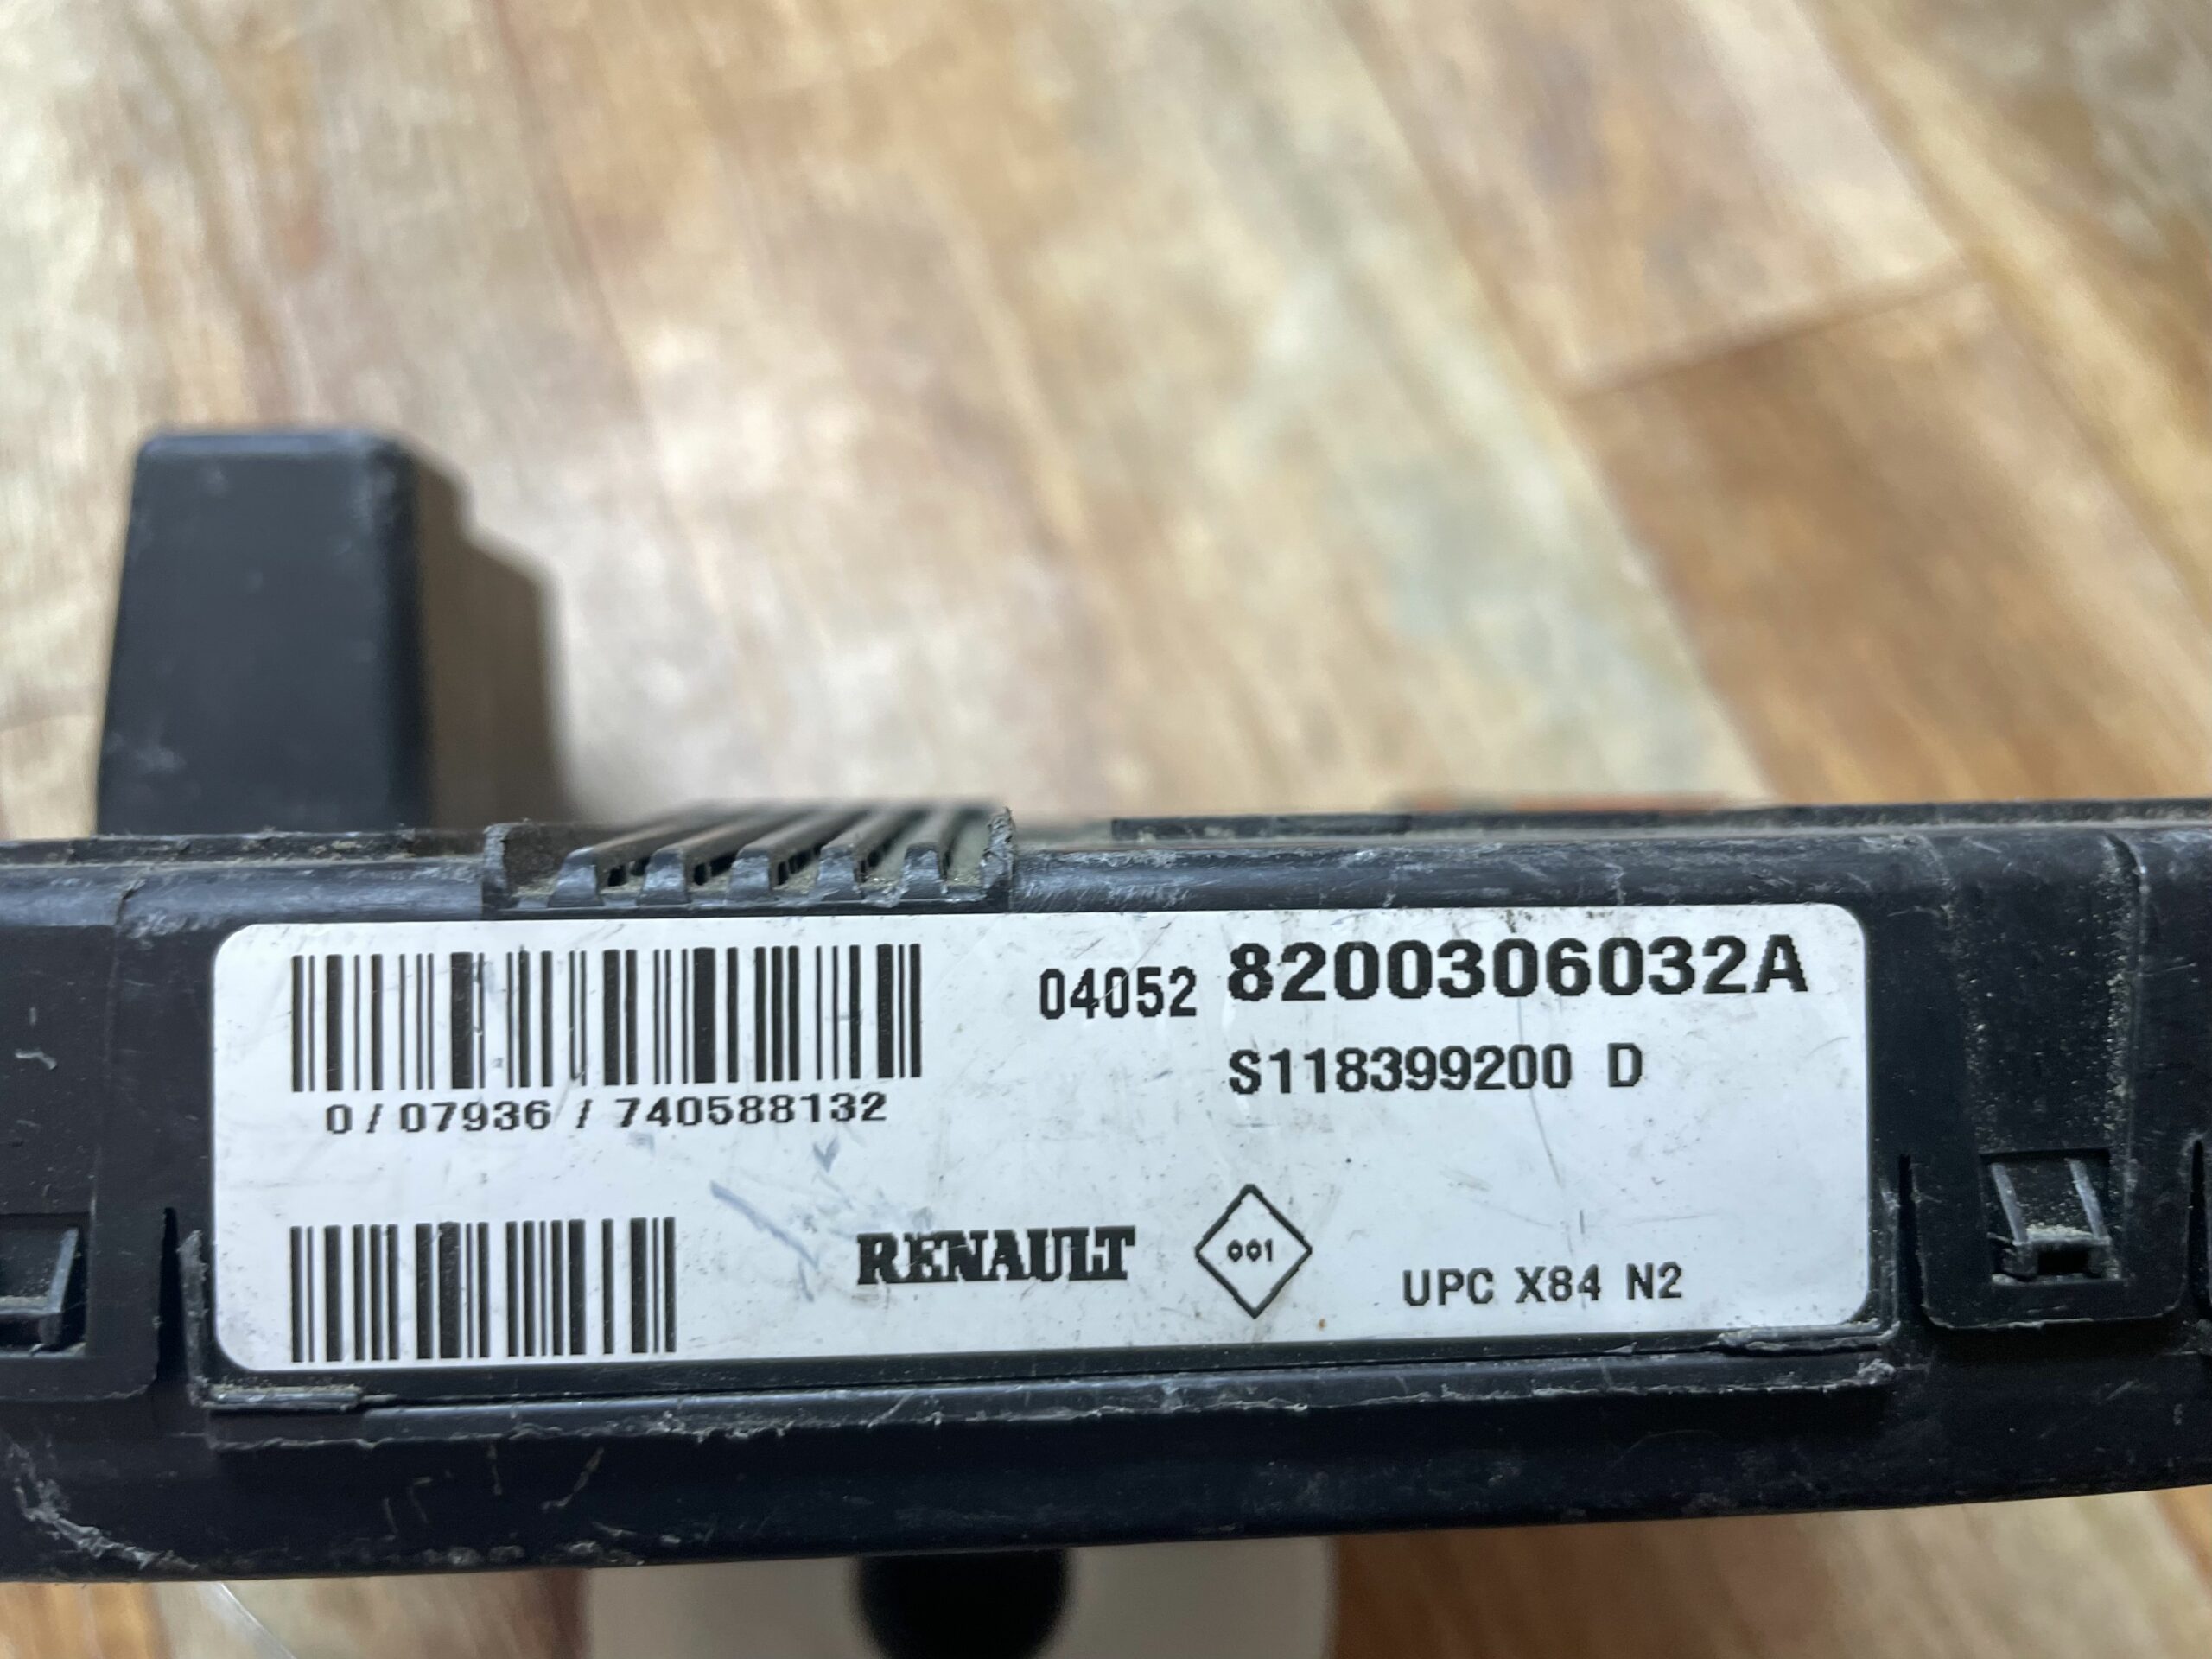 04052 8200306032A
S118399200 D
0/07936/740588132
RENAULT 001 UPC X84 N2